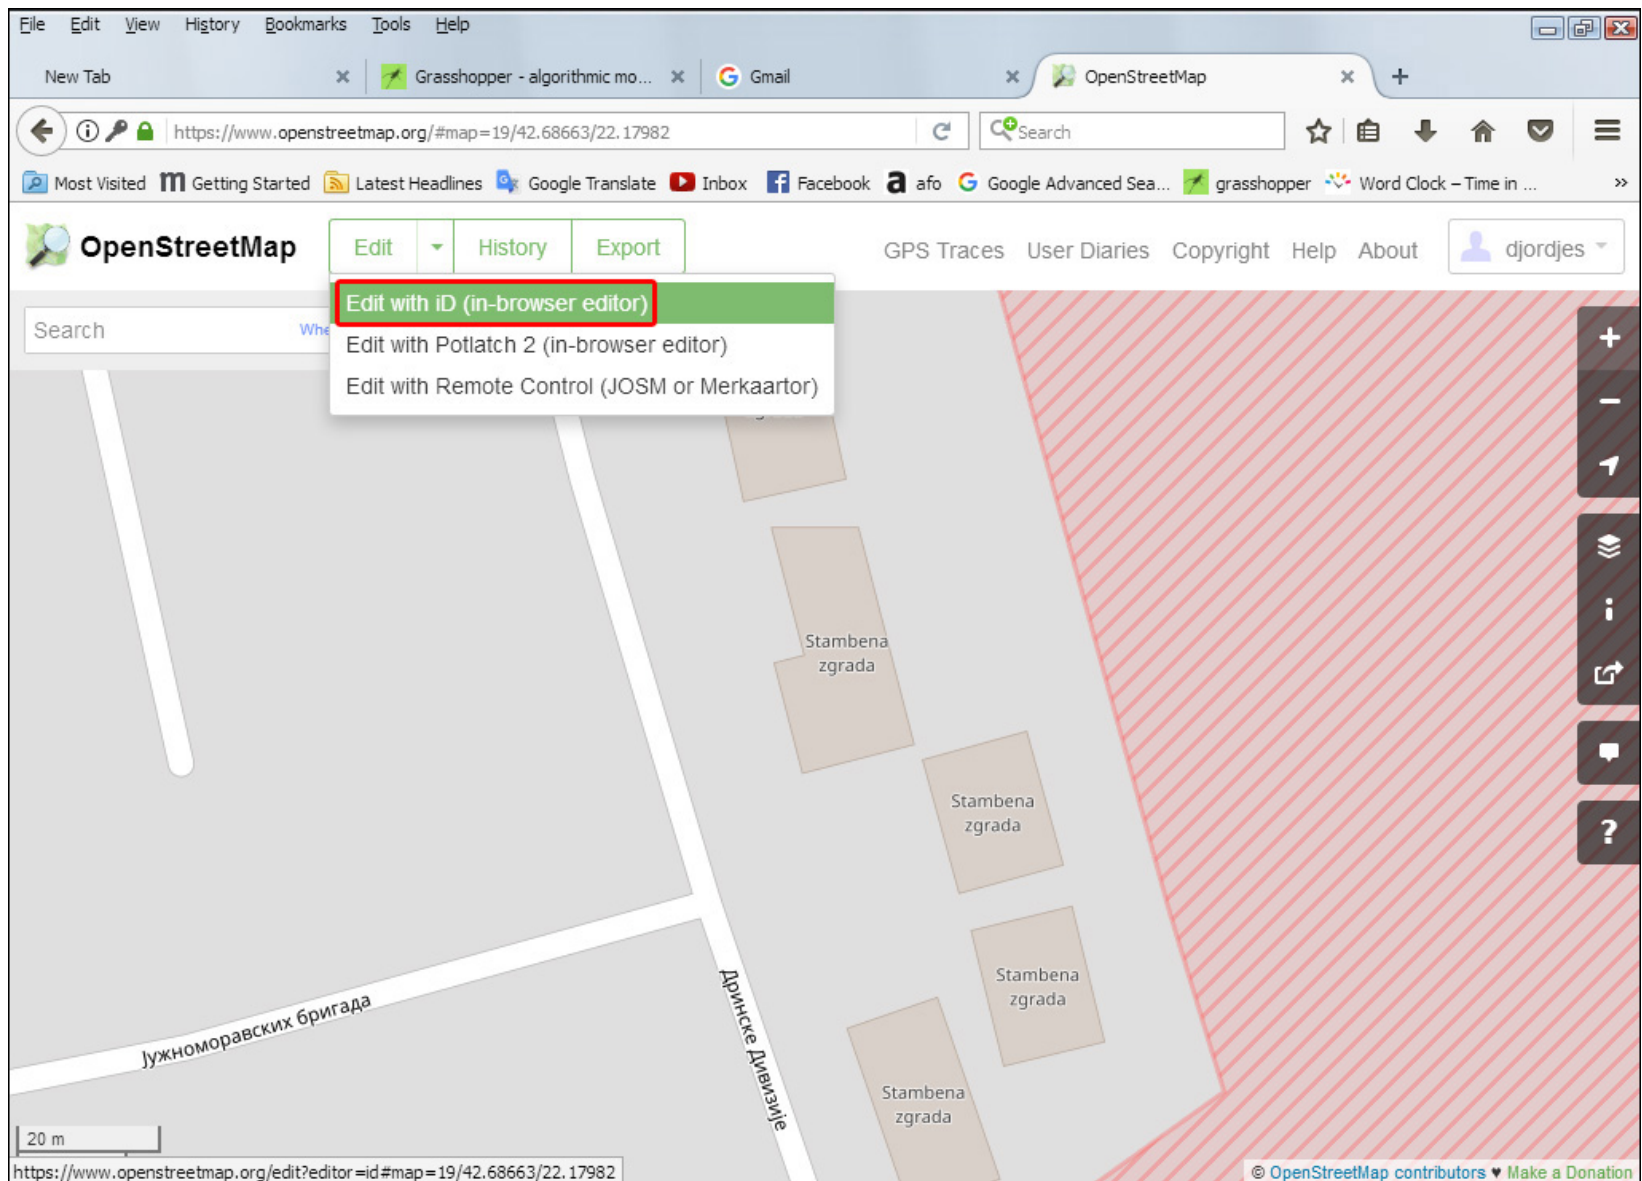 File Edit View History Bookmarks Tools Help
New Tab Grasshopper - algorithmic mo... Gmail OpenStreetMap
https://www.openstreetmap.org/#map=19/42.68663/22.17982 Search
Most Visited Getting Started Latest Headlines Google Translate Inbox Facebook afo Google Advanced Sea... grasshopper Word Clock – Time in ... »
OpenStreetMap Edit History Export GPS Traces User Diaries Copyright Help About djordjes
Edit with iD (in-browser editor)
Search Whe
Edit with Potlatch 2 (in-browser editor)
Edit with Remote Control (JOSM or Merkaartor)
Stambena
zgrada
Stambena
zgrada
Stambena
zgrada
Јужноморавских бригада
Дринске Дивизије
Stambena
zgrada
20 m
https://www.openstreetmap.org/edit?editor=id#map=19/42.68663/22.17982
© OpenStreetMap contributors ♥ Make a Donation